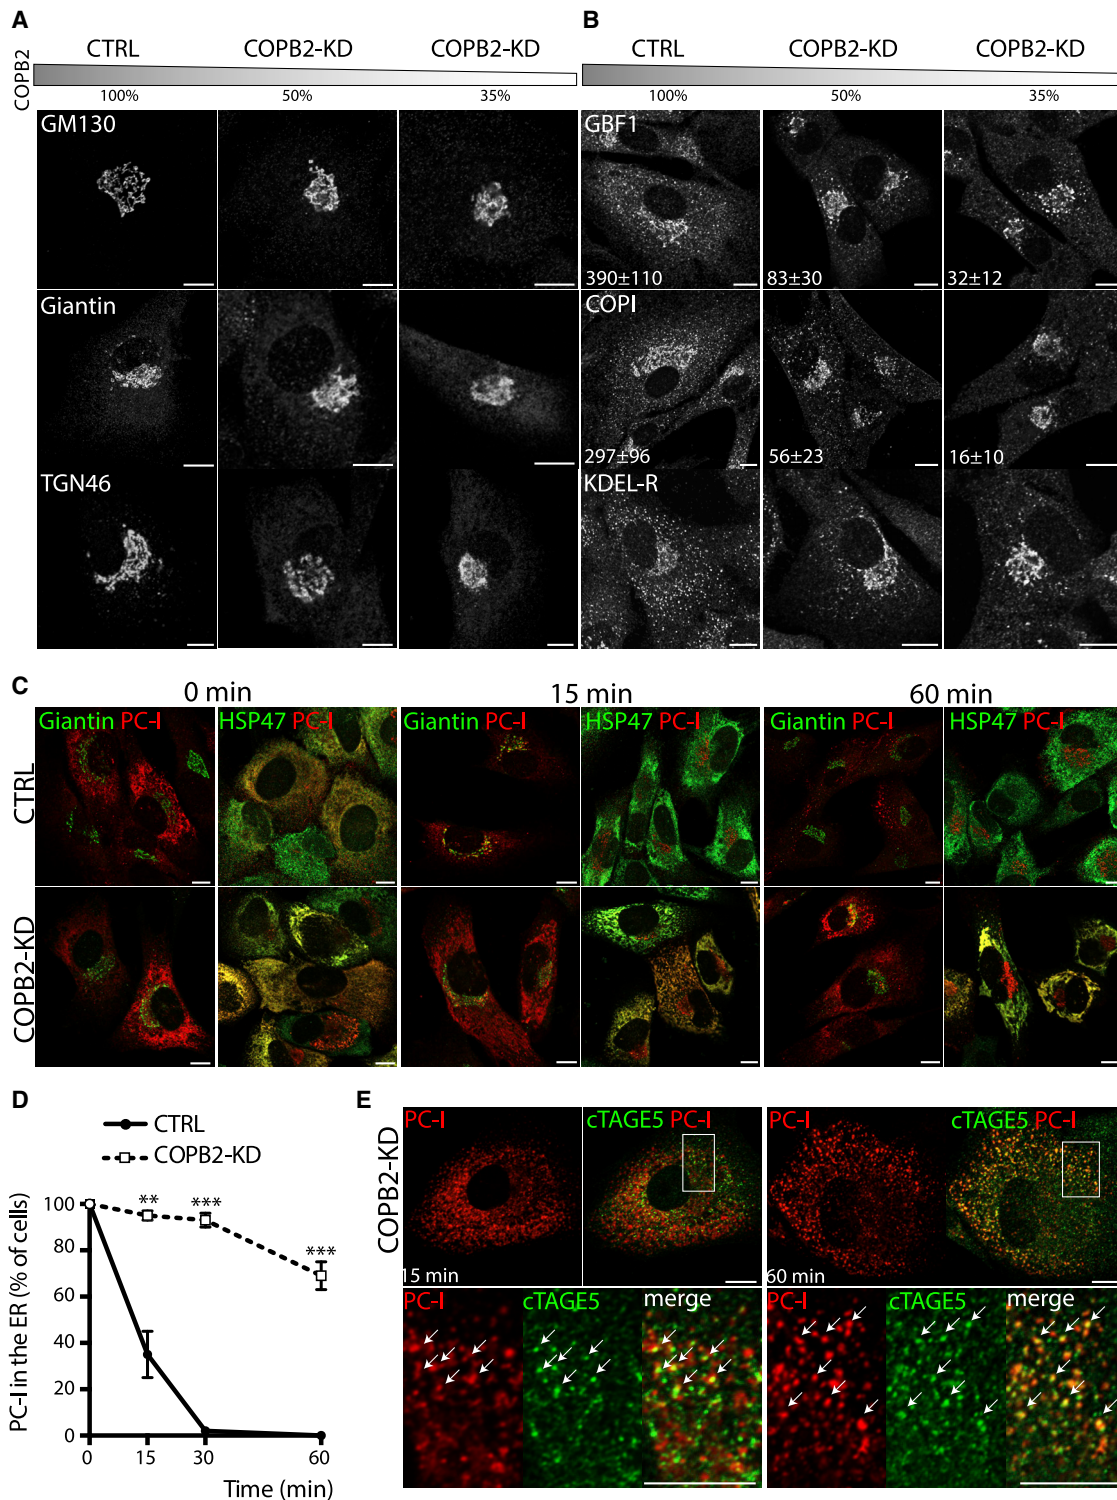 A
B
CTRL COPB2-KD COPB2-KD CTRL COPB2-KD COPB2-KD
COPB2
100% 50% 35% 100% 50% 35%
GM130
GBF1
390±110 83±30 32±12
Giantin
COPI
297±96 56±23 16±10
TGN46
KDEL-R
C
0 min 15 min 60 min
Giantin PC-I HSP47 PC-I Giantin PC-I HSP47 PC-I Giantin PC-I HSP47 PC-I
CTRL
COPB2-KD
D
CTRL
COPB2-KD
PC-I in the ER (% of cells)
100
80
60
40
20
0
** *** ***
0 15 30 60
Time (min)
E
COPB2-KD
PC-I cTAGE5 PC-I PC-I cTAGE5 PC-I
15 min 60 min
PC-I cTAGE5 merge PC-I cTAGE5 merge